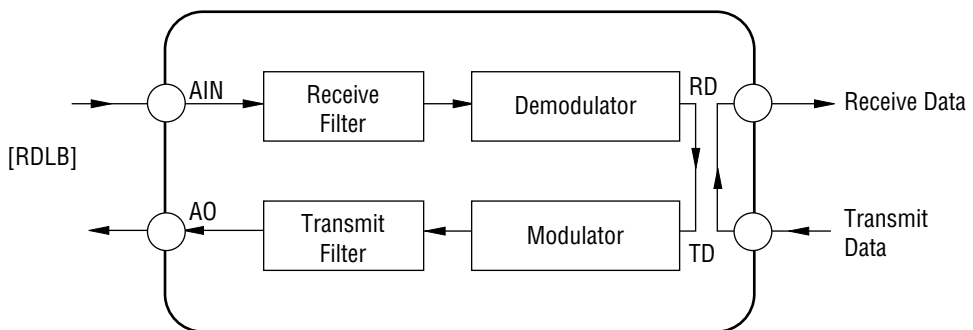 AIN
Receive
Filter
Demodulator
RD
Receive Data
[RDLB]
AO
Transmit
Filter
Modulator
TD
Transmit
Data